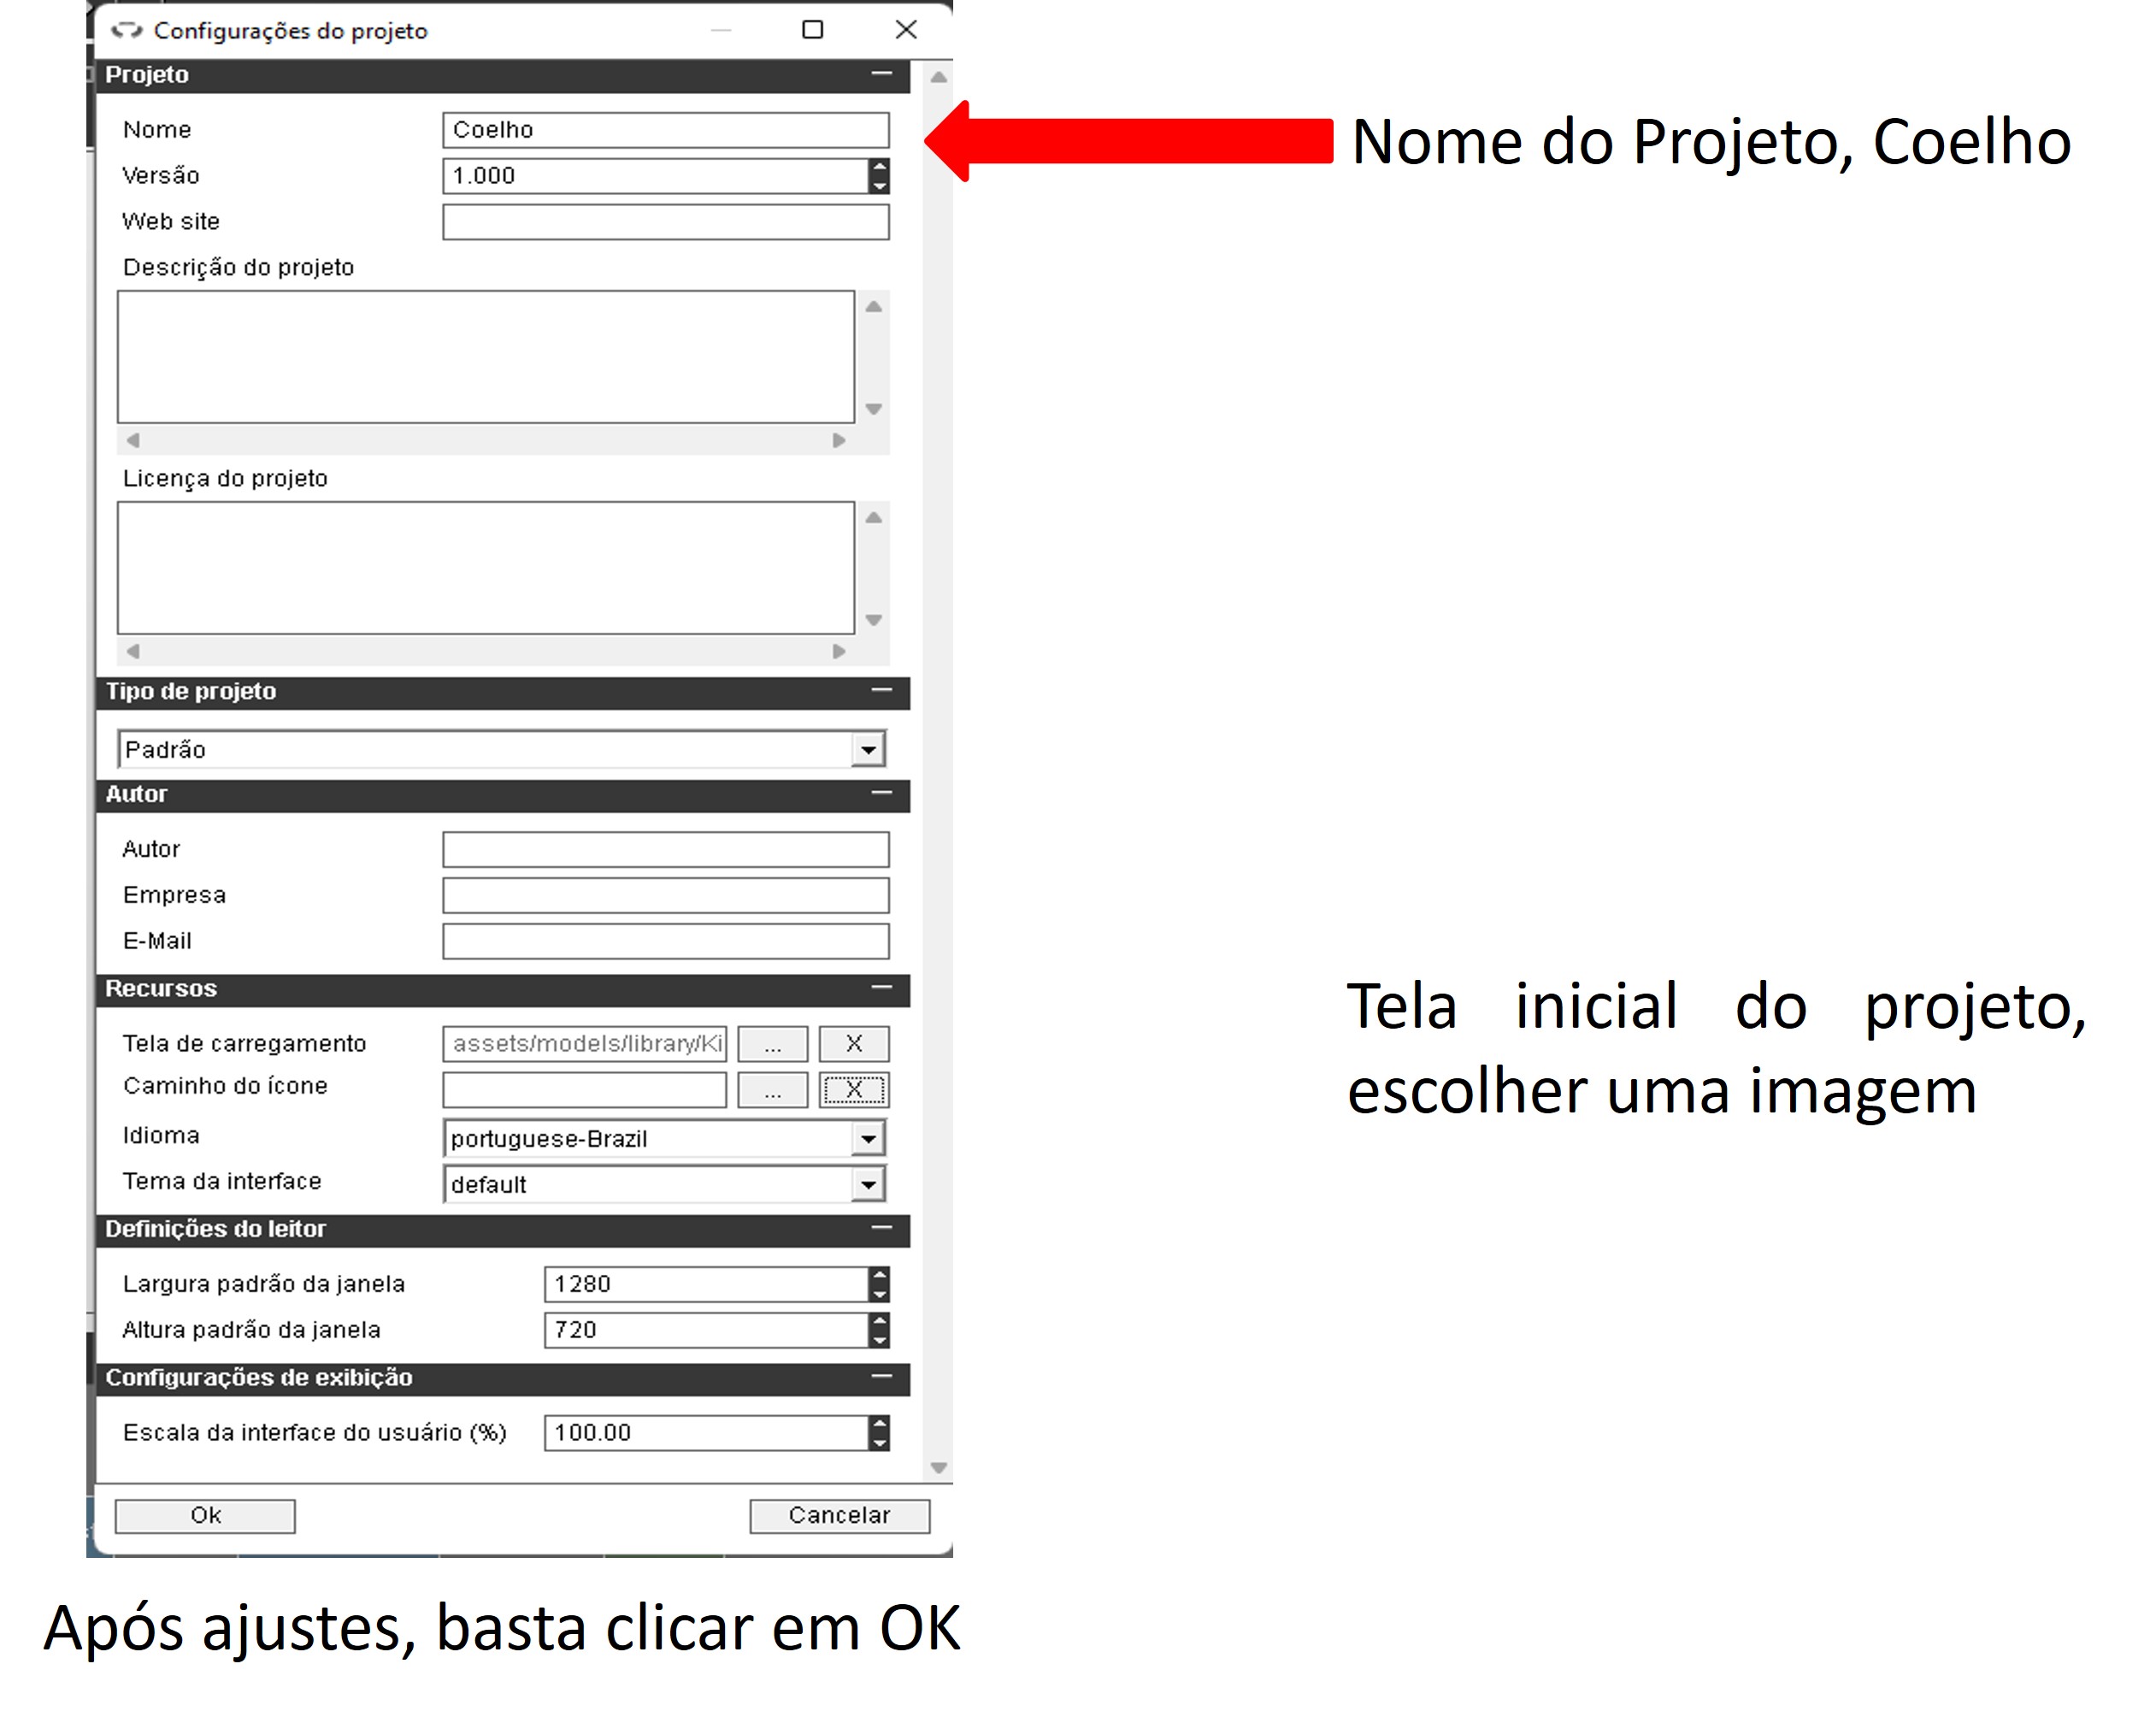 Configurações do projeto
Projeto
Nome Coelho
Nome do Projeto, Coelho
Versão 1.000
Web site
Descrição do projeto
Licença do projeto
Tipo de projeto
Padrão
Autor
Autor
Empresa
E-Mail
Recursos
Tela de carregamento assets/models/library/Ki ... X
Caminho do ícone ... X
Tela inicial do projeto,
escolher uma imagem
Idioma portuguese-Brazil
Tema da interface default
Definições do leitor
Largura padrão da janela 1280
Altura padrão da janela 720
Configurações de exibição
Escala da interface do usuário (%) 100.00
Ok Cancelar
Após ajustes, basta clicar em OK